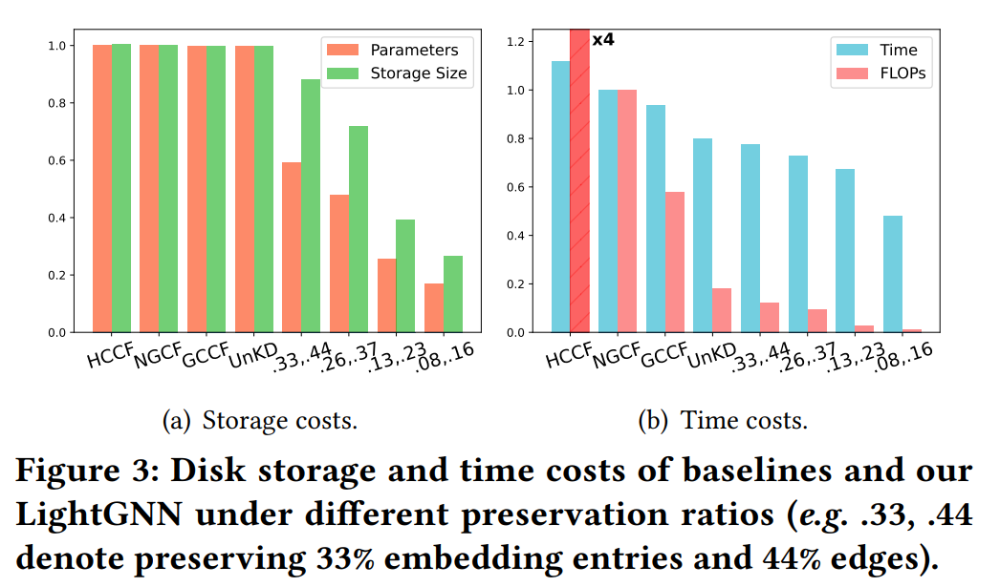 1.0
0.8
0.6
0.4
0.2
0.0
Parameters
Storage Size
HCCF NGCF GCCF UnKD .33,.44 .26,.37 .13,.23 .08,.16
(a) Storage costs.
1.2
1.0
0.8
0.6
0.4
0.2
0.0
x4
Time
FLOPs
HCCF NGCF GCCF UnKD .33,.44 .26,.37 .13,.23 .08,.16
(b) Time costs.
Figure 3: Disk storage and time costs of baselines and our
LightGNN under different preservation ratios (e.g. .33, .44
denote preserving 33% embedding entries and 44% edges).